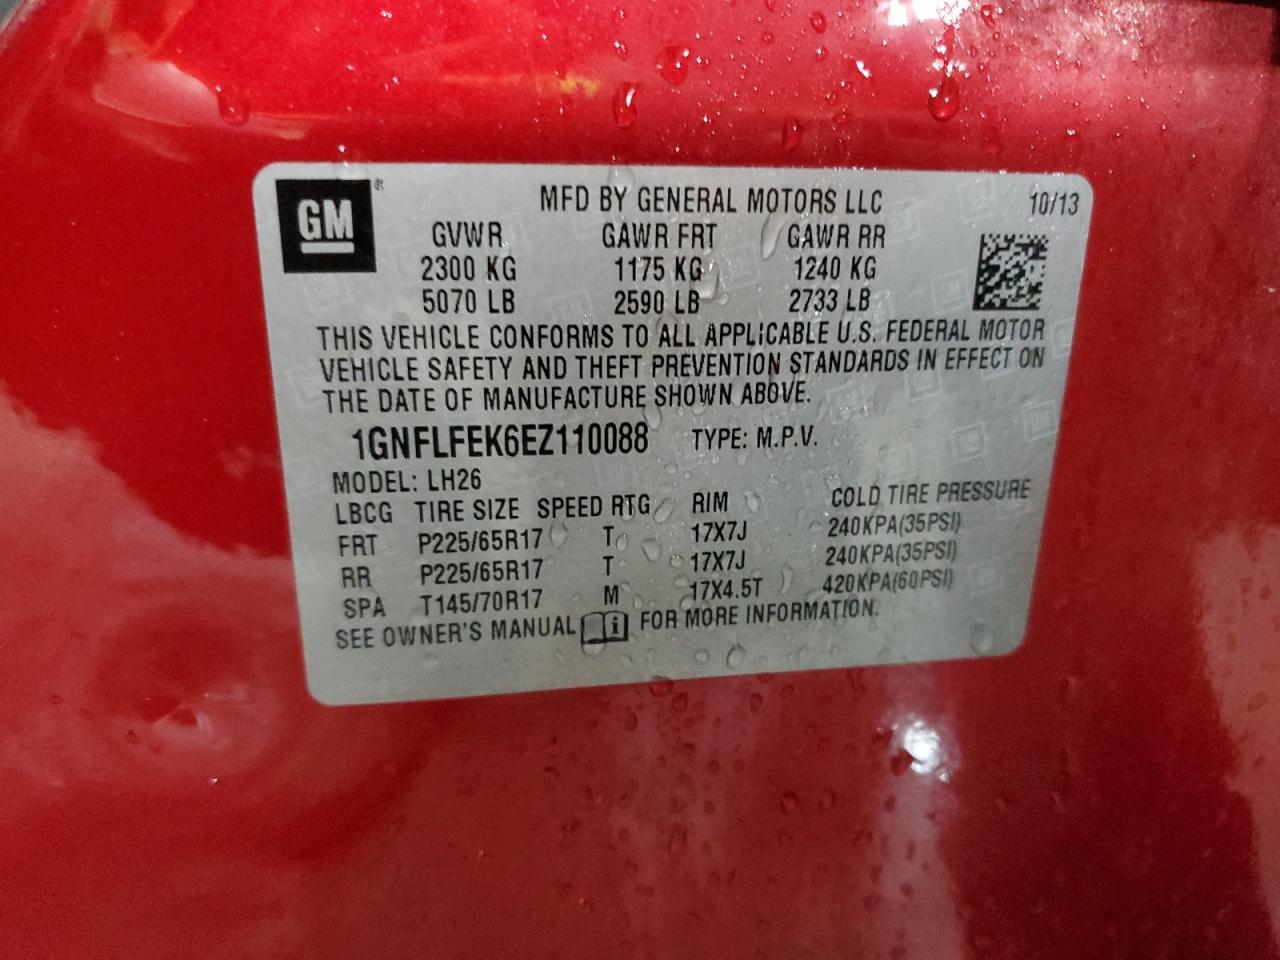 GM® MFD BY GENERAL MOTORS LLC 10/13
GVWR GAWR FRT GAWR RR
2300 KG 1175 KG 1240 KG
5070 LB 2590 LB 2733 LB
THIS VEHICLE CONFORMS TO ALL APPLICABLE U.S. FEDERAL MOTOR
VEHICLE SAFETY AND THEFT PREVENTION STANDARDS IN EFFECT ON
THE DATE OF MANUFACTURE SHOWN ABOVE.
1GNFLFEK6EZ110088 TYPE: M.P.V.
MODEL: LH26
LBCG TIRE SIZE SPEED RTG RIM COLD TIRE PRESSURE
FRT P225/65R17 T 17X7J 240KPA(35PSI)
RR P225/65R17 T 17X7J 240KPA(35PSI)
SPA T145/70R17 M 17X4.5T 420KPA(60PSI)
SEE OWNER'S MANUAL i FOR MORE INFORMATION.